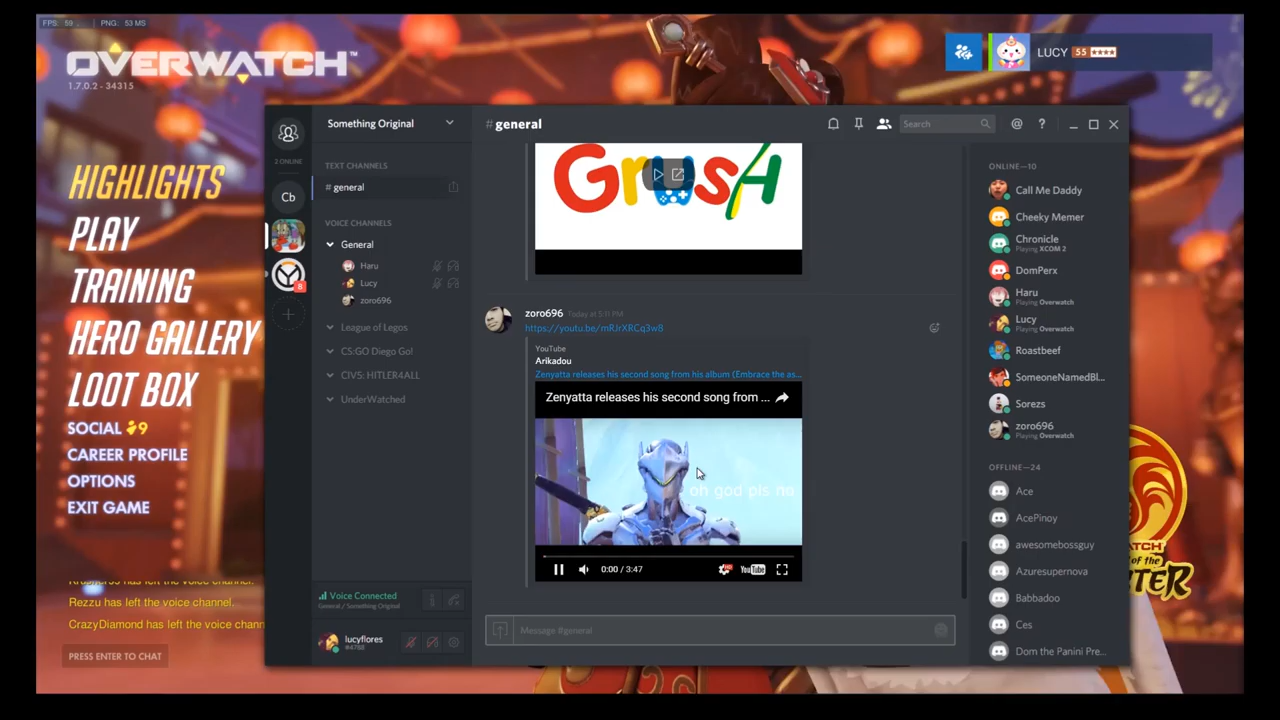 FPS: 59 PNG: 53 MS
OVERWATCH™
1.7.0.2 - 34315
LUCY 55
HIGHLIGHTS
PLAY
TRAINING
HERO GALLERY
LOOT BOX
SOCIAL 9
CAREER PROFILE
OPTIONS
EXIT GAME
Rezzu has left the voice channel.
CrazyDiamond has left the voice chann
PRESS ENTER TO CHAT
2 ONLINE
Cb
8
Something Original
TEXT CHANNELS
# general
VOICE CHANNELS
General
Haru
Lucy
zoro696
League of Legos
CS:GO Diego Go!
CIV5: HITLER4ALL
UnderWatched
Voice Connected
General / Something Original
lucyflores
#4788
#general
Search
@ ?
zoro696 Today at 5:11 PM
https://youtu.be/mRJrXRCq3w8
YouTube
Arikadou
Zenyatta releases his second song from his album (Embrace the as...
Zenyatta releases his second song from ...
oh god pls no
0:00 / 3:47
YouTube
Message #general
ONLINE—10
Call Me Daddy
Cheeky Memer
Chronicle
Playing XCOM 2
DomPerx
Haru
Playing Overwatch
Lucy
Playing Overwatch
Roastbeef
SomeoneNamedBl...
Sorezs
zoro696
Playing Overwatch
OFFLINE—24
Ace
AcePinoy
awesomebossguy
Azuresupernova
Babbadoo
Ces
Dom the Panini Pre...